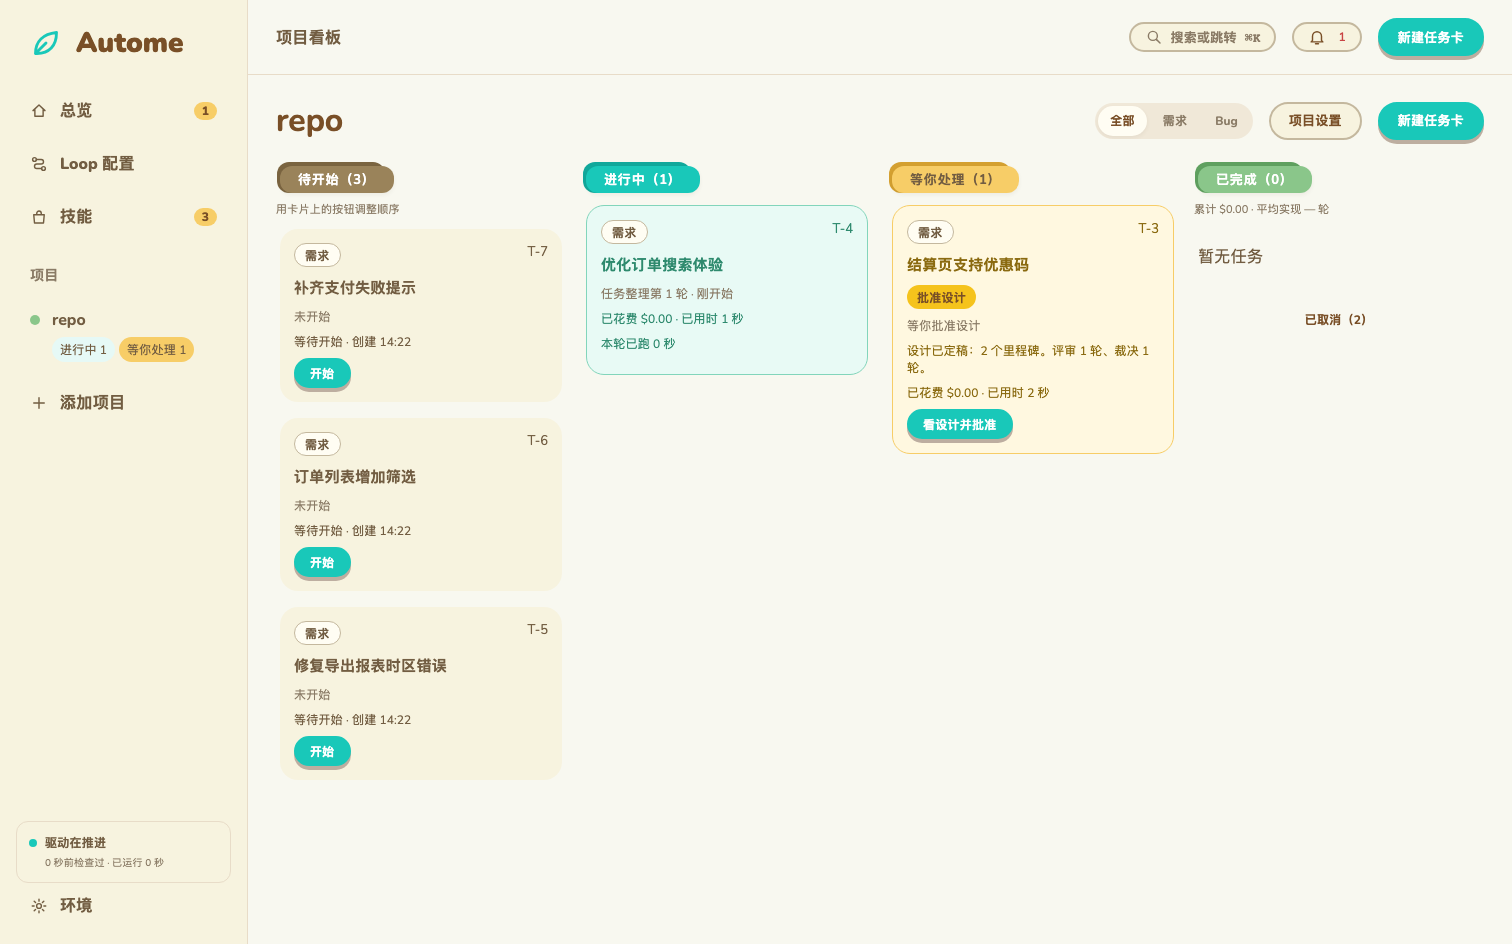 Autome
总览
1
Loop 配置
技能
3
项目
repo
进行中 1
等你处理 1
添加项目
驱动在推进
0 秒前检查过 · 已运行 0 秒
环境
项目看板
搜索或跳转 ⌘K
1
新建任务卡
repo
全部
需求
Bug
项目设置
新建任务卡
待开始（3）
用卡片上的按钮调整顺序
需求
T-7
补齐支付失败提示
未开始
等待开始 · 创建 14:22
开始
需求
T-6
订单列表增加筛选
未开始
等待开始 · 创建 14:22
开始
需求
T-5
修复导出报表时区错误
未开始
等待开始 · 创建 14:22
开始
进行中（1）
需求
T-4
优化订单搜索体验
任务整理第 1 轮 · 刚开始
已花费 $0.00 · 已用时 1 秒
本轮已跑 0 秒
等你处理（1）
需求
T-3
结算页支持优惠码
批准设计
等你批准设计
设计已定稿：2 个里程碑。评审 1 轮、裁决 1
轮。
已花费 $0.00 · 已用时 2 秒
看设计并批准
已完成（0）
累计 $0.00 · 平均实现 — 轮
暂无任务
已取消（2）